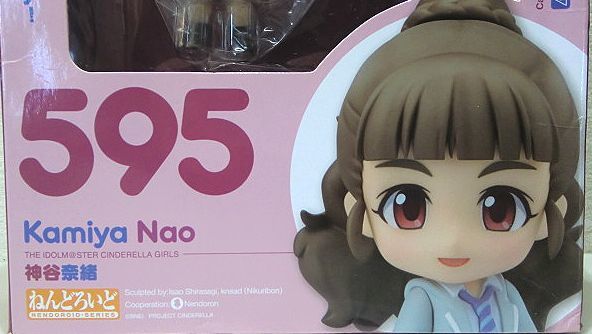 595
Kamiya Nao
THE IDOLM@STER CINDERELLA GIRLS
神谷奈緒
Sculpted by:Isao Shirasagi, knead (Nikuribon)
ねんどろいど
NENDOROID-SERIES
Cooperation Nendoron
PROJECT CINDERELLA